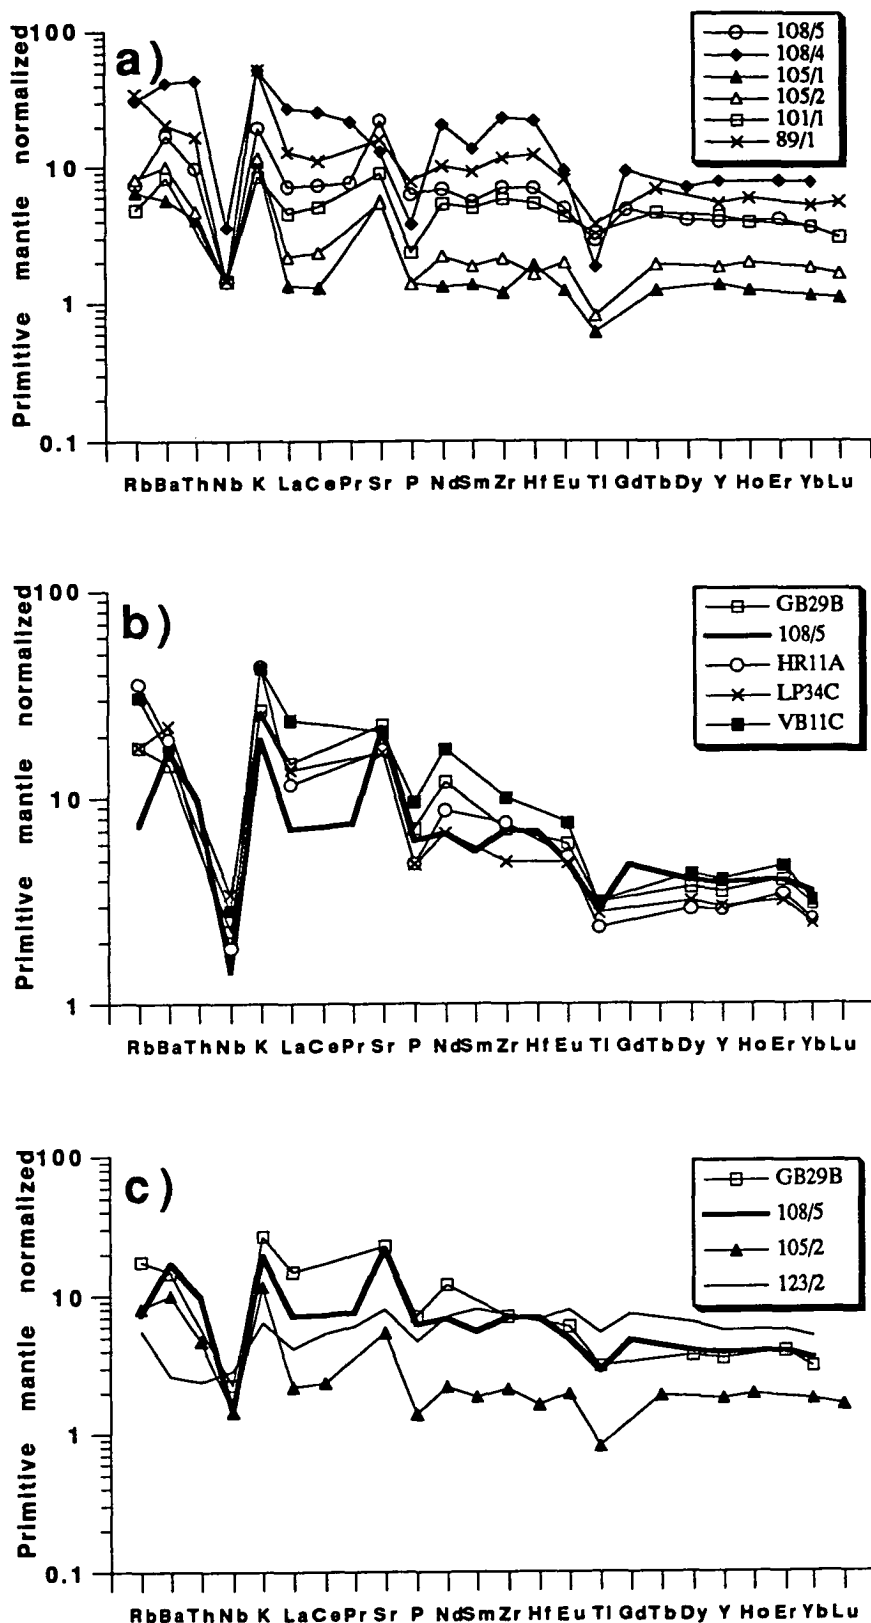 Primitive mantle normalized
100
10
1
0.1
a)
108/5
108/4
105/1
105/2
101/1
89/1
Rb Ba Th Nb K La Ce Pr Sr P Nd Sm Zr Hf Eu Ti Gd Tb Dy Y Ho Er Yb Lu
Primitive mantle normalized
100
10
1
b)
GB29B
108/5
HR11A
LP34C
VB11C
Rb Ba Th Nb K La Ce Pr Sr P Nd Sm Zr Hf Eu Ti Gd Tb Dy Y Ho Er Yb Lu
Primitive mantle normalized
100
10
1
0.1
c)
GB29B
108/5
105/2
123/2
Rb Ba Th Nb K La Ce Pr Sr P Nd Sm Zr Hf Eu Ti Gd Tb Dy Y Ho Er Yb Lu